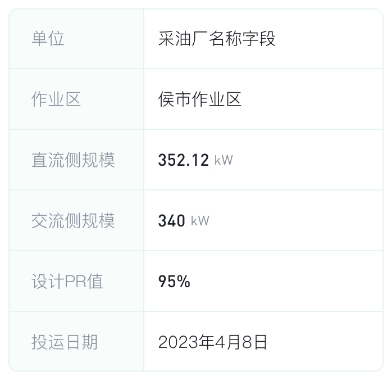 单位 采油厂名称字段
作业区 侯市作业区
直流侧规模 352.12 kW
交流侧规模 340 kW
设计PR值 95%
投运日期 2023年4月8日